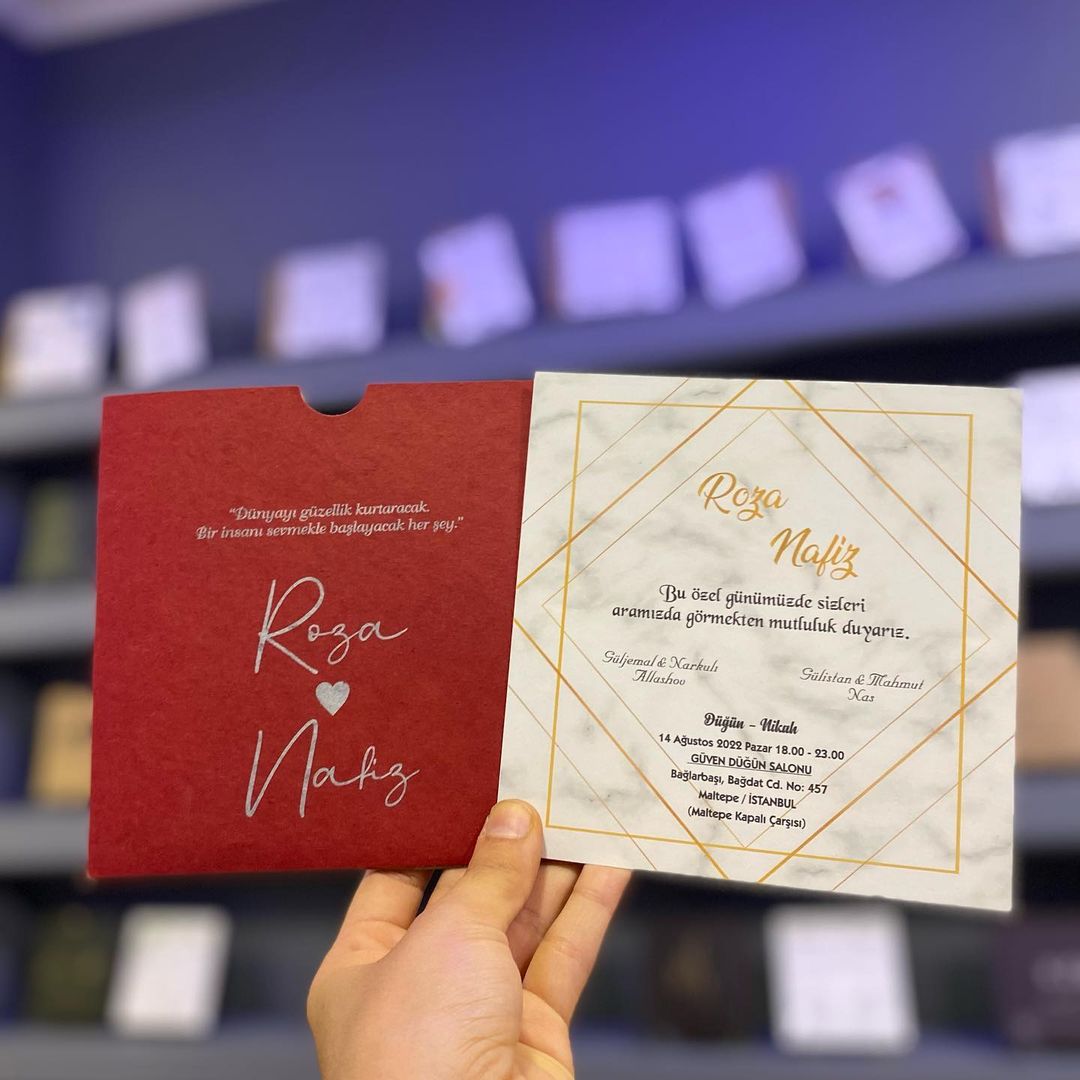 “Dünyayı güzellik kurtaracak.
Bir insanı sevmekle başlayacak her şey.”
Roza
Nafiz
Roza
Nafiz
Bu özel günümüzde sizleri
aramızda görmekten mutluluk duyarız.
Güljemal & Narkulı
Allashov
Gülistan & Mahmut
Nas
Düğün - Nikah
14 Ağustos 2022 Pazar 18.00 - 23.00
GÜVEN DÜĞÜN SALONU
Bağlarbaşı, Bağdat Cd. No: 457
Maltepe / İSTANBUL
(Maltepe Kapalı Çarşısı)